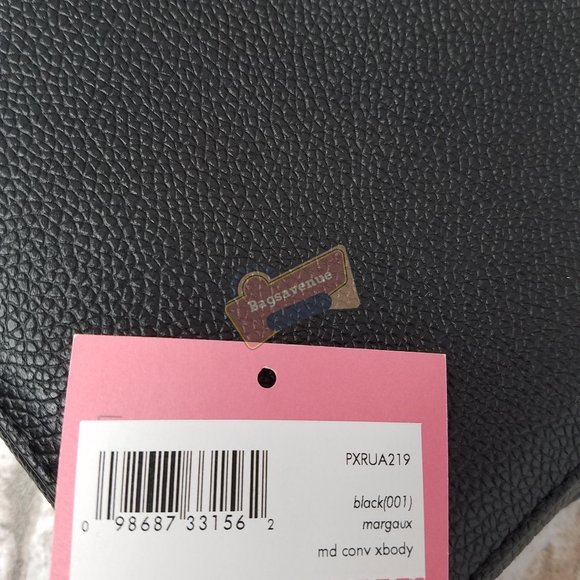 Bagsavenue
PXRUA219
black(001)
margaux
md conv xbody
0 98687 33156 2